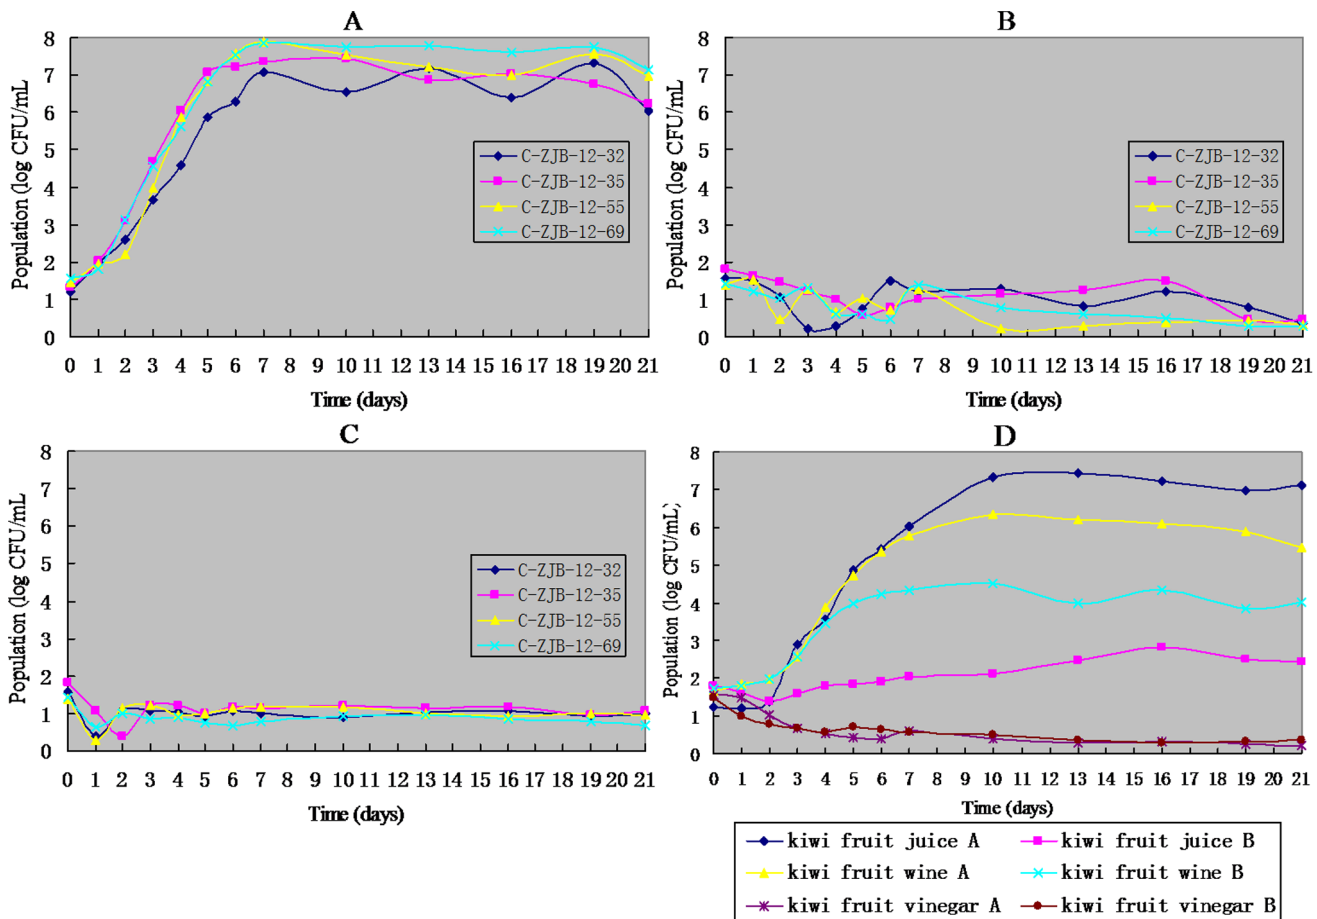 A
Population (log CFU/mL
8
7
6
5
4
3
2
1
0
C-ZJB-12-32
C-ZJB-12-35
C-ZJB-12-55
C-ZJB-12-69
0 1 2 3 4 5 6 7 8 9 10 11 12 13 14 15 16 17 18 19 20 21
Time (days)
B
Population (log CFU/mL
8
7
6
5
4
3
2
1
0
C-ZJB-12-32
C-ZJB-12-35
C-ZJB-12-55
C-ZJB-12-69
0 1 2 3 4 5 6 7 8 9 10 11 12 13 14 15 16 17 18 19 20 21
Time (days)
C
Population (log CFU/mL
8
7
6
5
4
3
2
1
0
C-ZJB-12-32
C-ZJB-12-35
C-ZJB-12-55
C-ZJB-12-69
0 1 2 3 4 5 6 7 8 9 10 11 12 13 14 15 16 17 18 19 20 21
Time (days)
D
Population (log CFU/mL)
8
7
6
5
4
3
2
1
0
0 1 2 3 4 5 6 7 8 9 10 11 12 13 14 15 16 17 18 19 20 21
Time (days)
kiwi fruit juice A kiwi fruit juice B
kiwi fruit wine A kiwi fruit wine B
kiwi fruit vinegar A kiwi fruit vinegar B